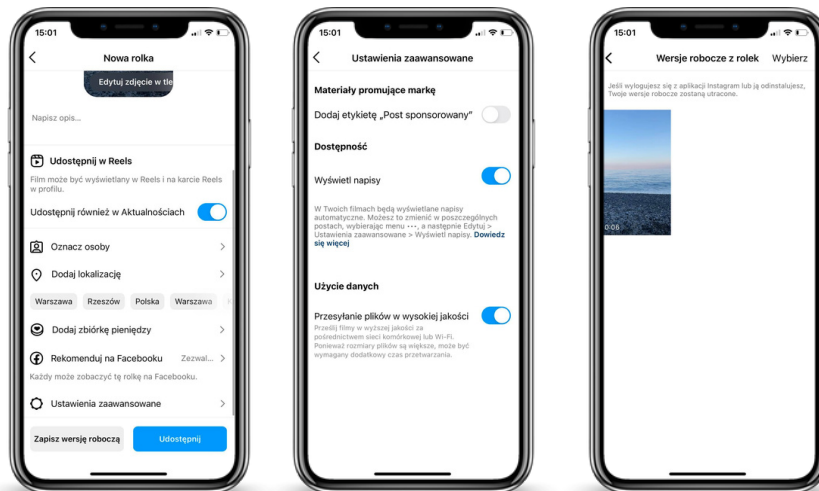 15:01
Nowa rolka
Edytuj zdjęcie w tle
Napisz opis...
Udostępnij w Reels
Film może być wyświetlany w Reels i na karcie Reels
w profilu.
Udostępnij również w Aktualnościach
Oznacz osoby
Dodaj lokalizację
Warszawa Rzeszów Polska Warszawa
Dodaj zbiórkę pieniędzy
Rekomenduj na Facebooku Zezwal...
Każdy może zobaczyć tę rolkę na Facebooku.
Ustawienia zaawansowane
Zapisz wersję roboczą Udostępnij
15:01
Ustawienia zaawansowane
Materiały promujące markę
Dodaj etykietę „Post sponsorowany"
Dostępność
Wyświetl napisy
W Twoich filmach będą wyświetlane napisy
automatyczne. Możesz to zmienić w poszczególnych
postach, wybierając menu ···, a następnie Edytuj >
Ustawienia zaawansowane > Wyświetl napisy. Dowiedz
się więcej
Użycie danych
Przesyłanie plików w wysokiej jakości
Prześlij filmy w wyższej jakości za
pośrednictwem sieci komórkowej lub Wi-Fi.
Ponieważ rozmiary plików są większe, może być
wymagany dodatkowy czas przetwarzania.
15:01
Wersje robocze z rolek Wybierz
Jeśli wylogujesz się z aplikacji Instagram lub ją odinstalujesz,
Twoje wersje robocze zostaną utracone.
0:06